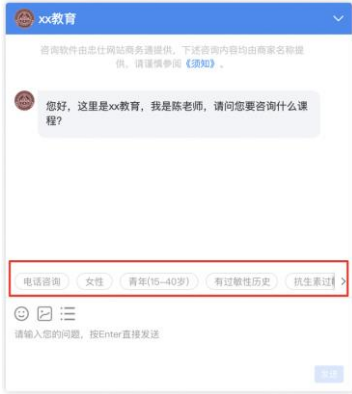 xx教育
咨询软件由忠仕网站商务通提供，下述咨询内容均由商家名称提
供，请谨慎参阅《须知》。
您好，这里是xx教育，我是陈老师，请问您要咨询什么课
程?
电话咨询 女性 青年(15-40岁) 有过敏性历史 抗生素过
请输入您的问题，按Enter直接发送
发送